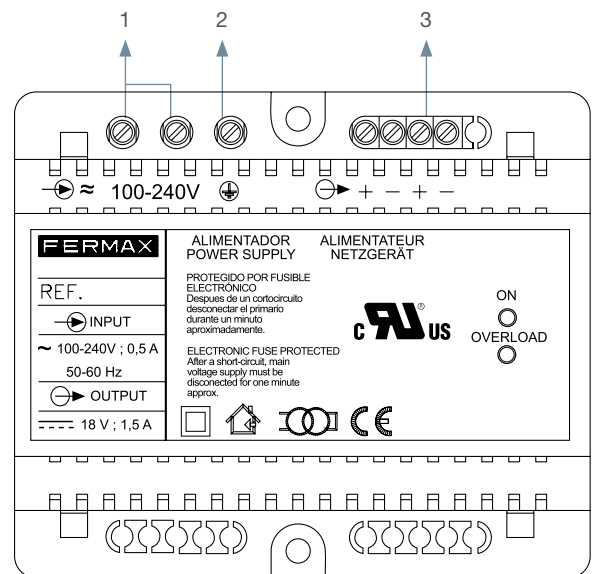 1 2 3
≈ 100-240V + − + −
FERMAX
REF.
INPUT
~ 100-240V ; 0,5 A
50-60 Hz
OUTPUT
18 V ; 1,5 A
ALIMENTADOR ALIMENTATEUR
POWER SUPPLY NETZGERÄT
PROTEGIDO POR FUSIBLE
ELECTRÓNICO
Despues de un cortocircuito
desconectar el primario
durante un minuto
aproximadamente.
ELECTRONIC FUSE PROTECTED
After a short-circuit, main
voltage supply must be
disconected for one minute
approx.
c RU® US
CE
ON
OVERLOAD